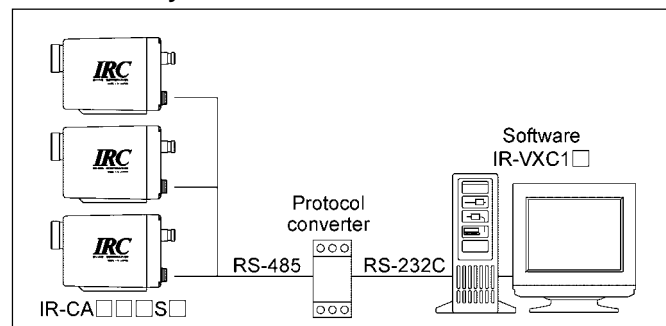 IRC
IRC
IRC
Software
IR-VXC1□
Protocol
converter
RS-485
RS-232C
IR-CA□□□S□